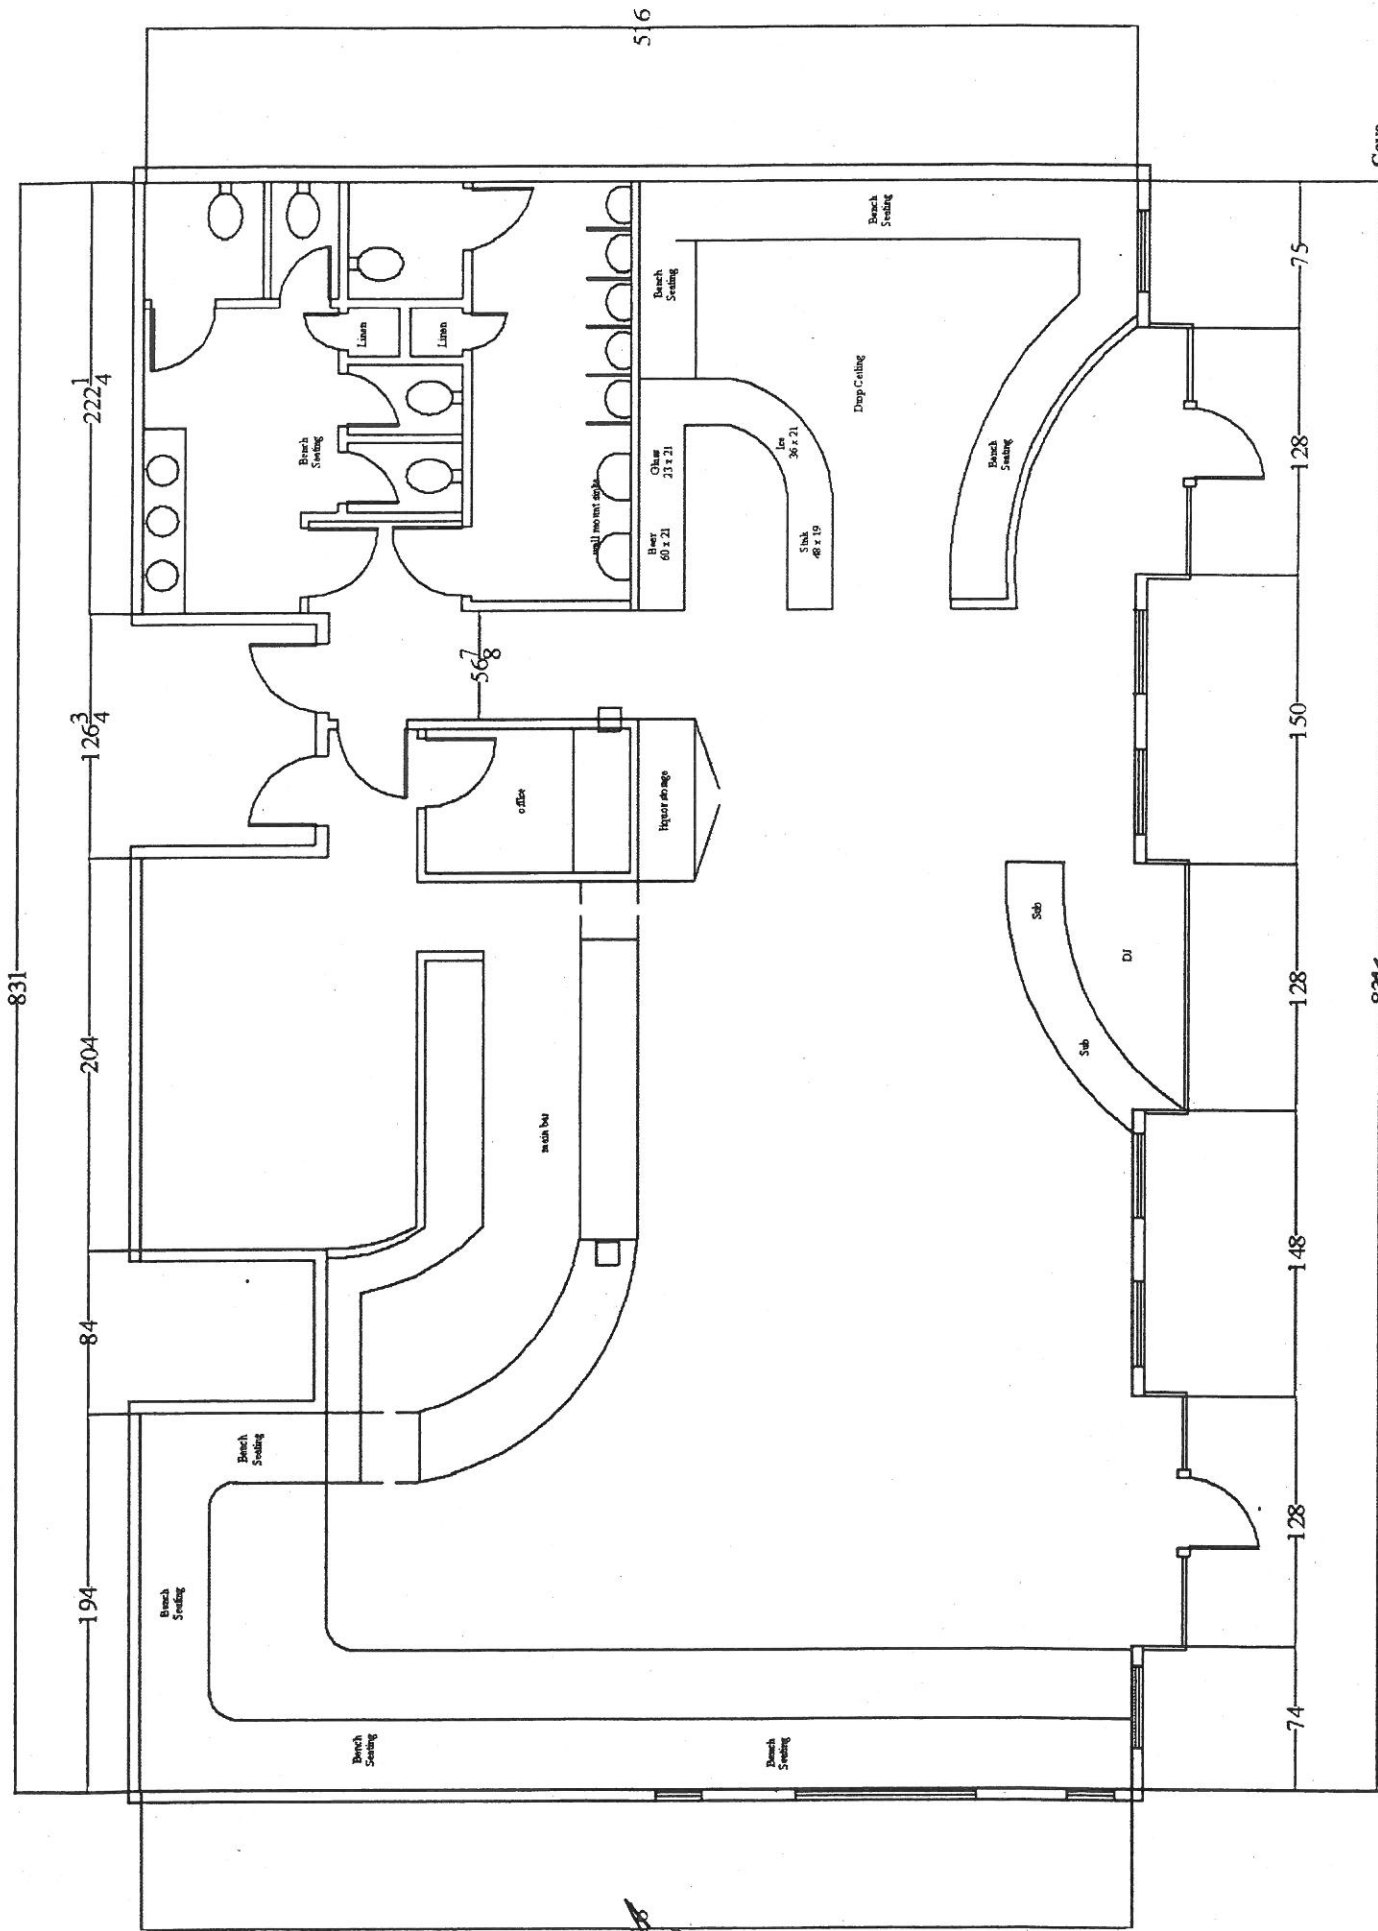 831
222 1/4
126 3/4
204
84
194
516
Bench
Seating
Bench
Seating
Linen
Linen
Bench
Seating
wall mount sinks
Beer
60 x 21
Glass
23 x 21
Ice
36 x 21
Sink
48 x 19
Drop Ceiling
Bench
Seating
56 7/8
office
liquor storage
main bar
Sub
Sub
DJ
Bench
Seating
Bench
Seating
Bench
Seating
Bench
Seating
75
128
150
128
148
128
74